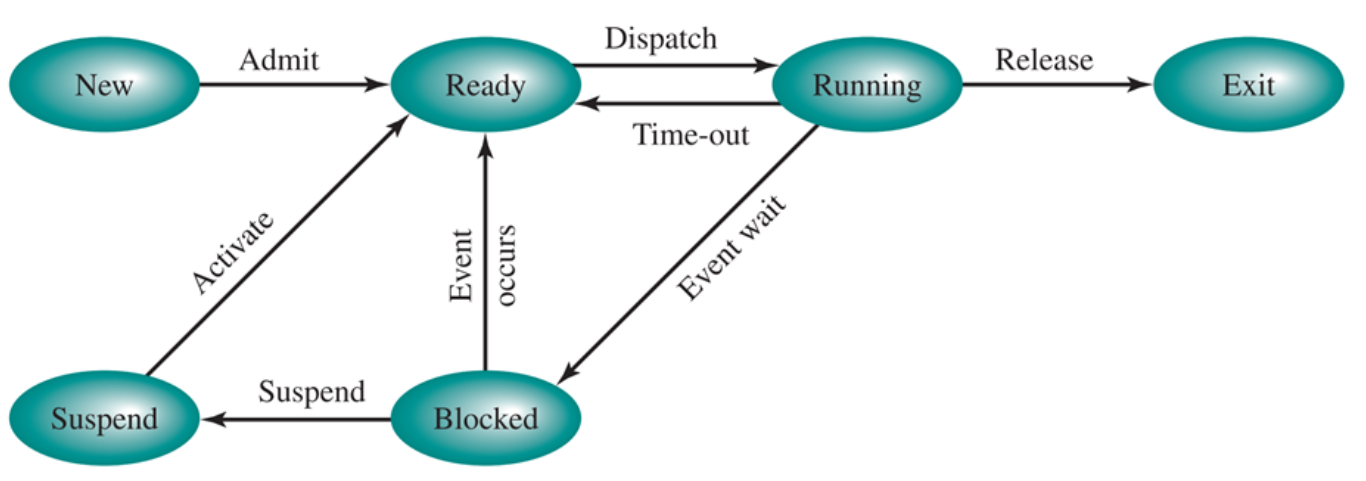 Admit
Dispatch
Release
New
Ready
Running
Exit
Time-out
Activate
Event
occurs
Event wait
Suspend
Suspend
Blocked